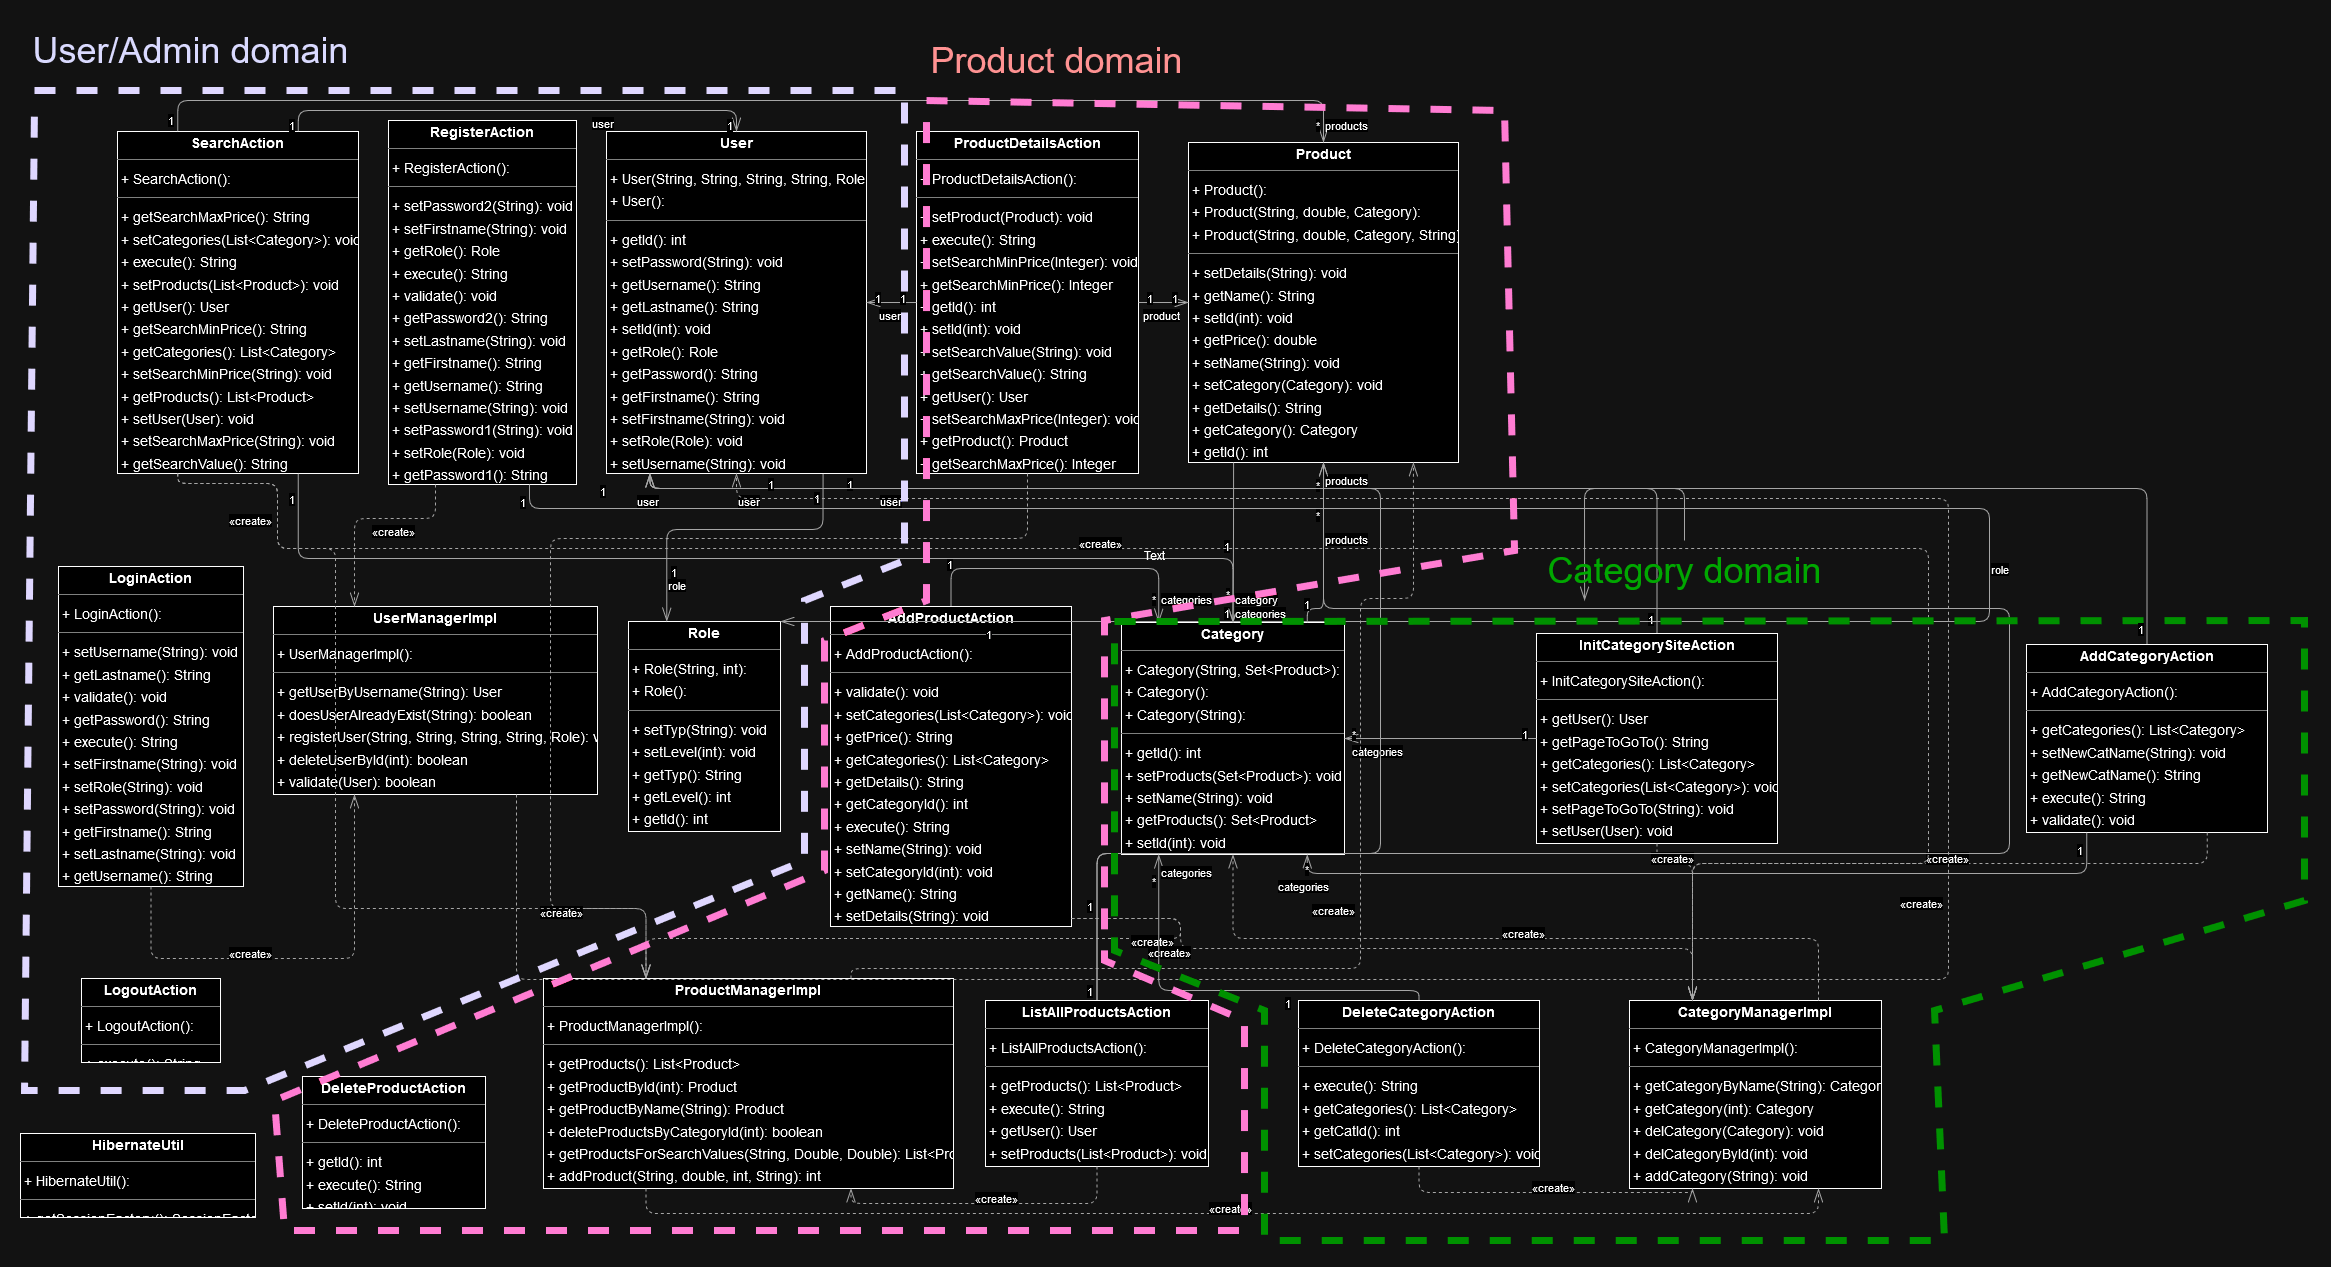 User/Admin domain
Product domain
Category domain
SearchAction
+ SearchAction():
+ getSearchMaxPrice(): String
+ setCategories(List<Category>): void
+ execute(): String
+ setProducts(List<Product>): void
+ getUser(): User
+ getSearchMinPrice(): String
+ getCategories(): List<Category>
+ setSearchMinPrice(String): void
+ getProducts(): List<Product>
+ setUser(User): void
+ setSearchMaxPrice(String): void
+ getSearchValue(): String
RegisterAction
+ RegisterAction():
+ setPassword2(String): void
+ setFirstname(String): void
+ getRole(): Role
+ execute(): String
+ validate(): void
+ getPassword2(): String
+ setLastname(String): void
+ getFirstname(): String
+ getUsername(): String
+ setUsername(String): void
+ setPassword1(String): void
+ setRole(Role): void
+ getPassword1(): String
User
+ User(String, String, String, String, Role
+ User():
+ getId(): int
+ setPassword(String): void
+ getUsername(): String
+ getLastname(): String
+ setId(int): void
+ getRole(): Role
+ getPassword(): String
+ getFirstname(): String
+ setFirstname(String): void
+ setRole(Role): void
+ setUsername(String): void
ProductDetailsAction
+ ProductDetailsAction():
+ setProduct(Product): void
+ execute(): String
+ setSearchMinPrice(Integer): void
+ getSearchMinPrice(): Integer
+ getId(): int
+ setId(int): void
+ setSearchValue(String): void
+ getSearchValue(): String
+ getUser(): User
+ setSearchMaxPrice(Integer): void
+ getProduct(): Product
+ getSearchMaxPrice(): Integer
Product
+ Product():
+ Product(String, double, Category):
+ Product(String, double, Category, String)
+ setDetails(String): void
+ getName(): String
+ setId(int): void
+ getPrice(): double
+ setName(String): void
+ setCategory(Category): void
+ getDetails(): String
+ getCategory(): Category
+ getId(): int
LoginAction
+ LoginAction():
+ setUsername(String): void
+ getLastname(): String
+ validate(): void
+ getPassword(): String
+ execute(): String
+ setFirstname(String): void
+ setRole(String): void
+ setPassword(String): void
+ getFirstname(): String
+ setLastname(String): void
+ getUsername(): String
UserManagerImpl
+ UserManagerImpl():
+ getUserByUsername(String): User
+ doesUserAlreadyExist(String): boolean
+ registerUser(String, String, String, String, Role): v
+ deleteUserById(int): boolean
+ validate(User): boolean
Role
+ Role(String, int):
+ Role():
+ setTyp(String): void
+ setLevel(int): void
+ getTyp(): String
+ getLevel(): int
+ getId(): int
AddProductAction
+ AddProductAction():
+ validate(): void
+ setCategories(List<Category>): void
+ getPrice(): String
+ getCategories(): List<Category>
+ getDetails(): String
+ getCategoryId(): int
+ execute(): String
+ setName(String): void
+ setCategoryId(int): void
+ getName(): String
+ setDetails(String): void
Category
+ Category(String, Set<Product>):
+ Category():
+ Category(String):
+ getId(): int
+ setProducts(Set<Product>): void
+ setName(String): void
+ getProducts(): Set<Product>
+ setId(int): void
InitCategorySiteAction
+ InitCategorySiteAction():
+ getUser(): User
+ getPageToGoTo(): String
+ getCategories(): List<Category>
+ setCategories(List<Category>): void
+ setPageToGoTo(String): void
+ setUser(User): void
AddCategoryAction
+ AddCategoryAction():
+ getCategories(): List<Category>
+ setNewCatName(String): void
+ getNewCatName(): String
+ execute(): String
+ validate(): void
LogoutAction
+ LogoutAction():
+ execute(): String
HibernateUtil
+ HibernateUtil():
+ getSessionFactory(): SessionFacto
DeleteProductAction
+ DeleteProductAction():
+ getId(): int
+ execute(): String
+ setId(int): void
ProductManagerImpl
+ ProductManagerImpl():
+ getProducts(): List<Product>
+ getProductById(int): Product
+ getProductByName(String): Product
+ deleteProductsByCategoryId(int): boolean
+ getProductsForSearchValues(String, Double, Double): List<Pro
+ addProduct(String, double, int, String): int
ListAllProductsAction
+ ListAllProductsAction():
+ getProducts(): List<Product>
+ execute(): String
+ getUser(): User
+ setProducts(List<Product>): void
DeleteCategoryAction
+ DeleteCategoryAction():
+ execute(): String
+ getCategories(): List<Category>
+ getCatId(): int
+ setCategories(List<Category>): void
CategoryManagerImpl
+ CategoryManagerImpl():
+ getCategoryByName(String): Categor
+ getCategory(int): Category
+ delCategory(Category): void
+ delCategoryById(int): void
+ addCategory(String): void
1
1
user
1
* products
1 1
user
1 1
product
1
1
1
user
1
user
1
1
user
1
* products
*
products
«create»
«create»
«create»
Text
1
1
role
1
* categories
* category
1 categories
1
1
1
1
role
*
1
categories
* categories
*
categories
1
«create»
«create»
«create»
«create»
«create»
«create»
«create»
«create»
«create»
1
1
1
«create»
«create»
«create»